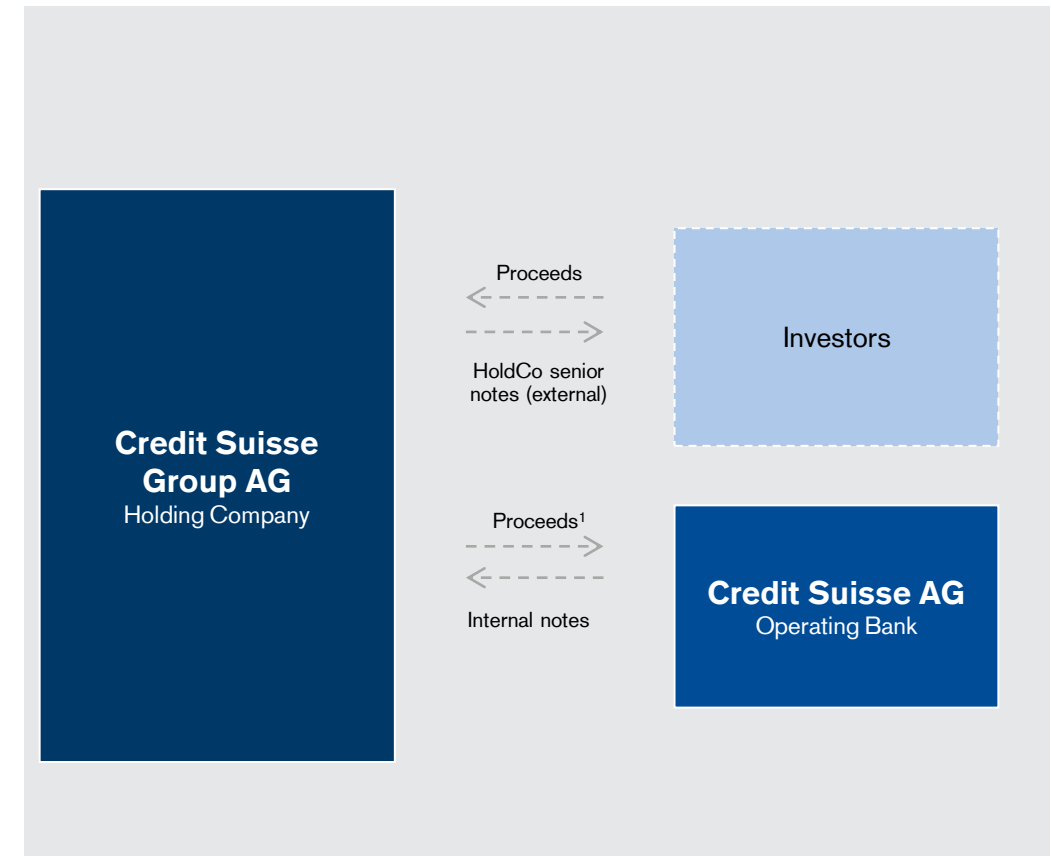 Credit Suisse
Group AG
Holding Company
Proceeds
HoldCo senior
notes (external)
Investors
Proceeds¹
Internal notes
Credit Suisse AG
Operating Bank